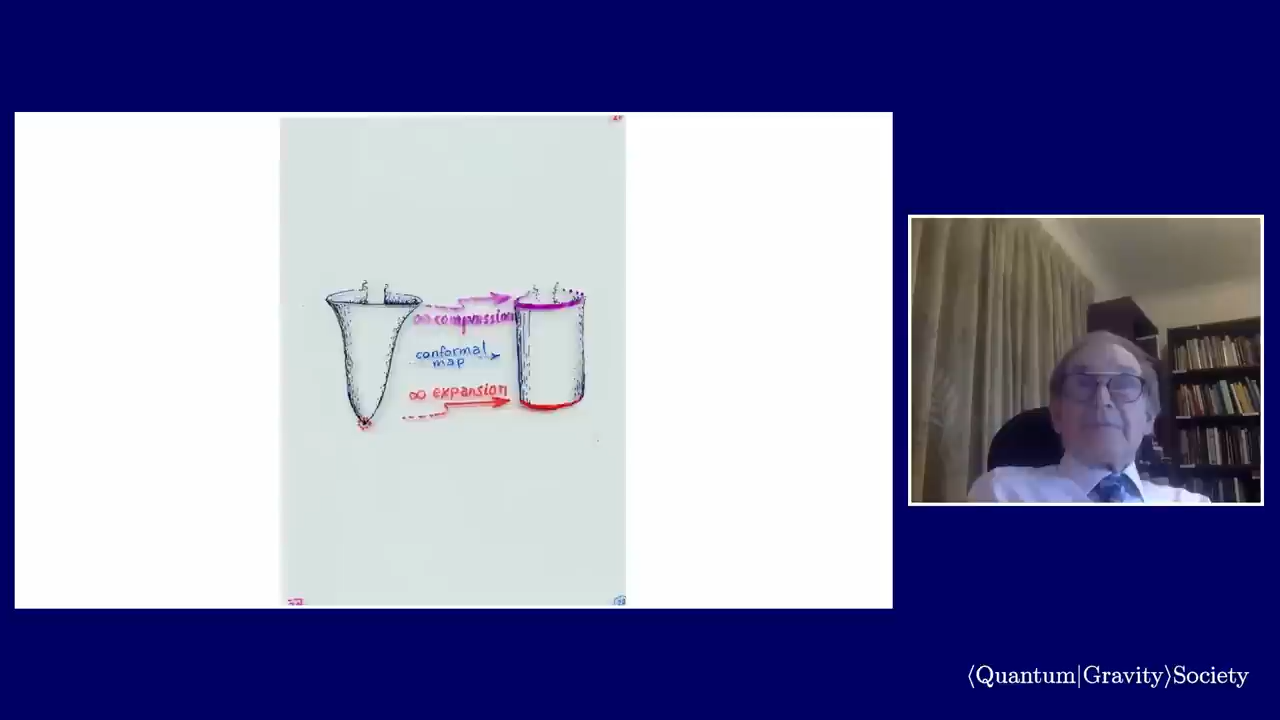 ∞ compression
conformal
map
∞ expansion
⟨Quantum|Gravity⟩Society